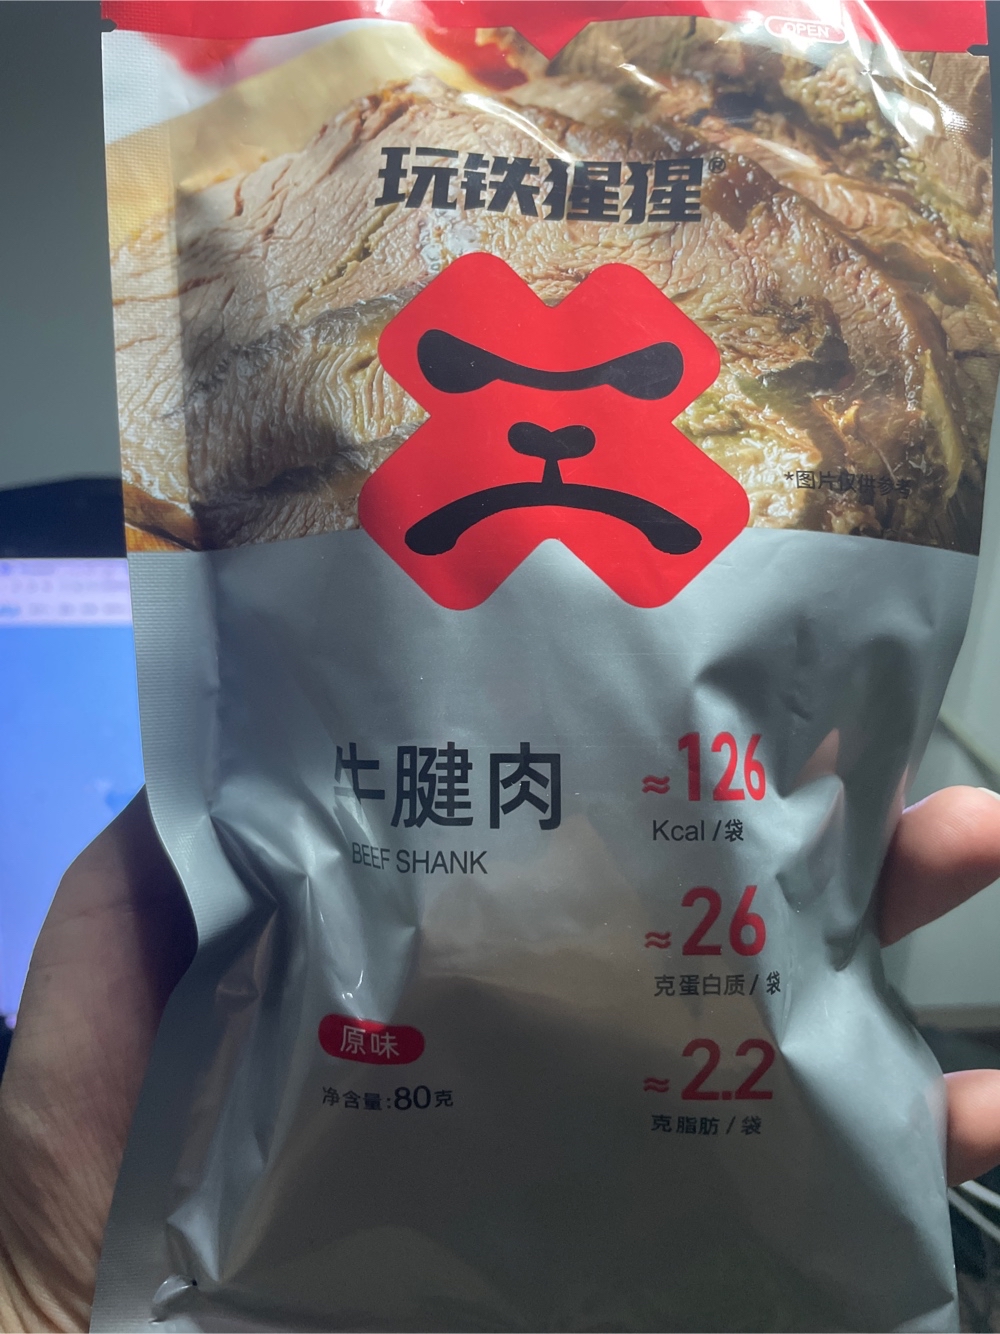 OPEN
玩铁猩猩®
*图片仅供参考
牛腱肉
BEEF SHANK
≈126
Kcal /袋
≈26
克蛋白质/袋
≈2.2
克脂肪/袋
原味
净含量:80克